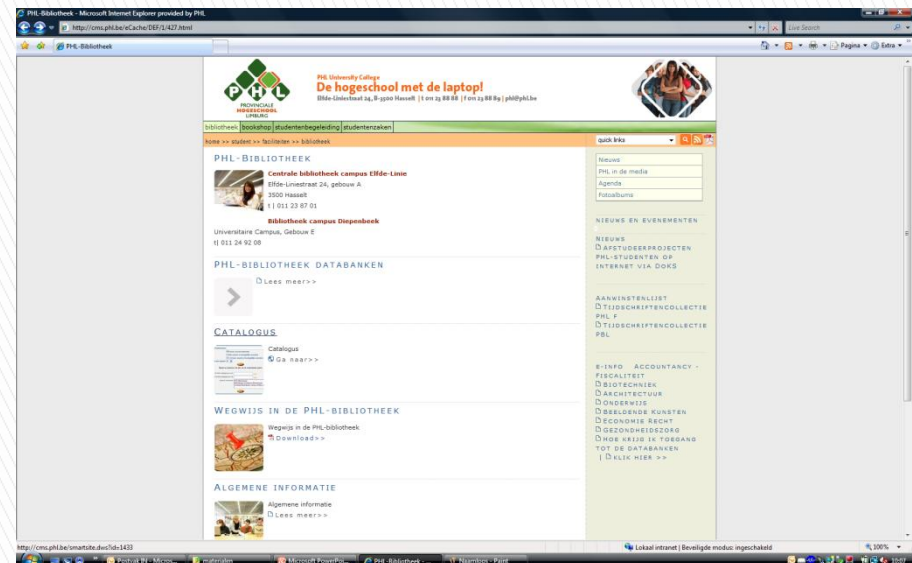 PHL-Bibliotheek - Microsoft Internet Explorer provided by PHL
http://cms.phl.be/eCache/DEF/1/427.html
Live Search
PHL-Bibliotheek
Pagina
Extra
PHL
PROVINCIALE
HOGESCHOOL
LIMBURG
PHL University College
De hogeschool met de laptop!
Elfde-Liniestraat 24, B-3500 Hasselt | t 011 23 88 88 | f 011 23 88 89 | phl@phl.be
bibliotheek bookshop studentenbegeleiding studentenzaken
home >> student >> faciliteiten >> bibliotheek
quick links
PHL-Bibliotheek
Centrale bibliotheek campus Elfde-Linie
Elfde-Liniestraat 24, gebouw A
3500 Hasselt
t | 011 23 87 01
Bibliotheek campus Diepenbeek
Universitaire Campus, Gebouw E
t| 011 24 92 08
PHL-bibliotheek databanken
Lees meer>>
Catalogus
Catalogus
Ga naar>>
Wegwijs in de PHL-bibliotheek
Wegwijs in de PHL-bibliotheek
Download>>
Algemene informatie
Algemene informatie
Lees meer>>
Nieuws
PHL in de media
Agenda
Fotoalbums
nieuws en evenementen
Nieuws
Afstudeerprojecten
PHL-studenten op
internet via DoKS
Aanwinstenlijst
Tijdschriftencollectie
PHL F
Tijdschriftencollectie
PBL
e-info Accountancy -
Fiscaliteit
Biotechniek
Architectuur
Onderwijs
Beeldende Kunsten
Economie Recht
Gezondheidszorg
Hoe krijg ik toegang
tot de databanken
| klik hier >>
http://cms.phl.be/smartsite.dws?id=1433
Lokaal intranet | Beveiligde modus: ingeschakeld
100%
Postvak IN - Micros...
materialen
Microsoft PowerPoi...
PHL-Bibliotheek - ...
Naamloos - Paint
10:07